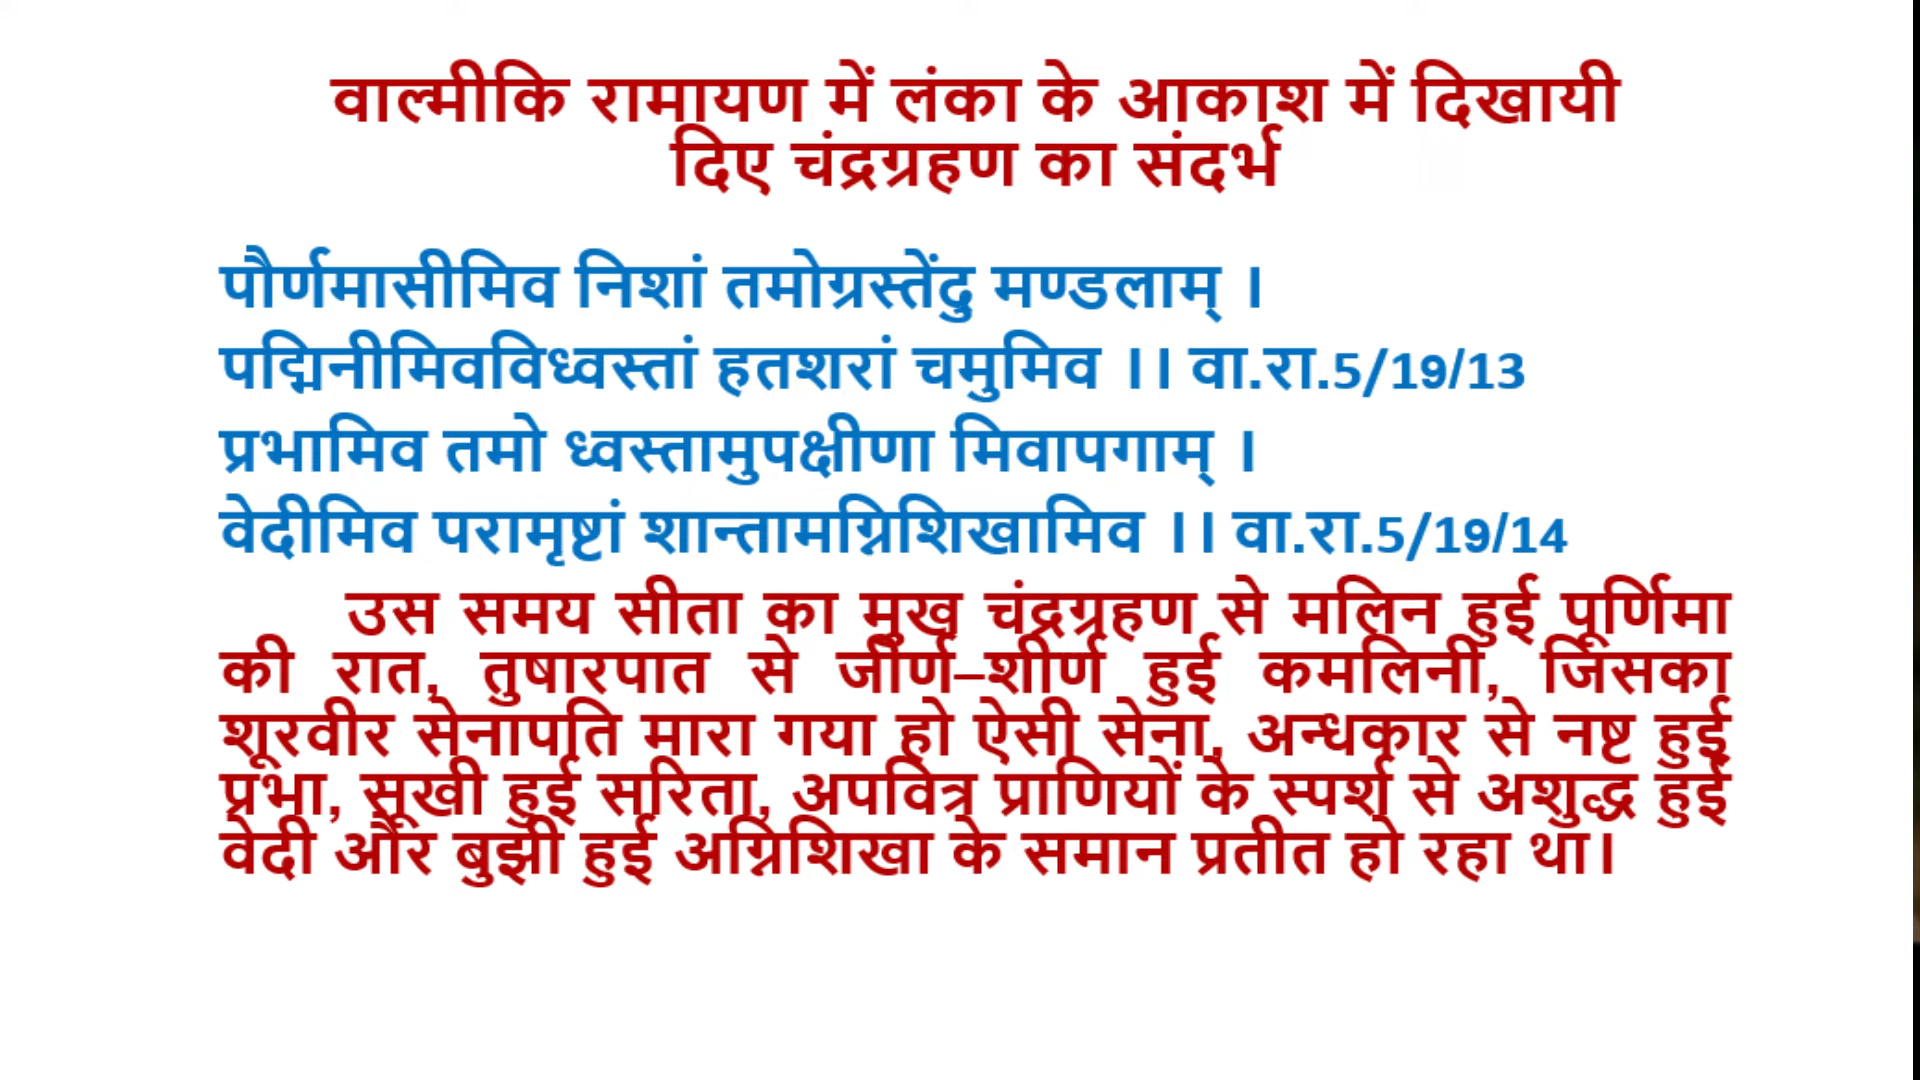 वाल्मीकि रामायण में लंका के आकाश में दिखायी
दिए चंद्रग्रहण का संदर्भ
पौर्णमासीमिव निशां तमोग्रस्तेंदु मण्डलाम् ।
पद्मिनीमिवविध्वस्तां हतशरां चमुमिव ।। वा.रा.5/19/13
प्रभामिव तमो ध्वस्तामुपक्षीणा मिवापगाम् ।
वेदीमिव परामृष्टां शान्तामग्निशिखामिव ।। वा.रा.5/19/14
उस समय सीता का मुख चंद्रग्रहण से मलिन हुई पूर्णिमा
की रात, तुषारपात से जीर्ण–शीर्ण हुई कमलिनी, जिसका
शूरवीर सेनापति मारा गया हो ऐसी सेना, अन्धकार से नष्ट हुई
प्रभा, सूखी हुई सरिता, अपवित्र प्राणियों के स्पर्श से अशुद्ध हुई
वेदी और बुझी हुई अग्निशिखा के समान प्रतीत हो रहा था।